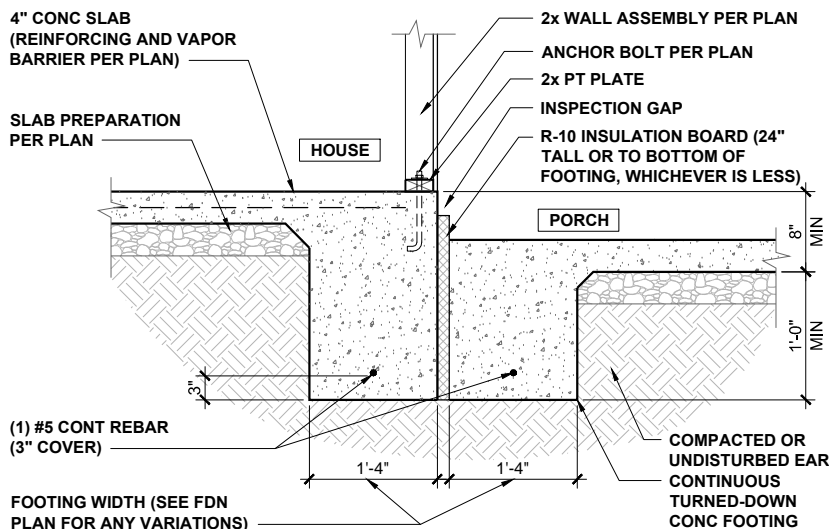 4" CONC SLAB
(REINFORCING AND VAPOR
BARRIER PER PLAN)
SLAB PREPARATION
PER PLAN
HOUSE
2x WALL ASSEMBLY PER PLAN
ANCHOR BOLT PER PLAN
2x PT PLATE
INSPECTION GAP
R-10 INSULATION BOARD (24"
TALL OR TO BOTTOM OF
FOOTING, WHICHEVER IS LESS)
PORCH
8"
MIN
1'-0"
MIN
3"
(1) #5 CONT REBAR
(3" COVER)
1'-4"
1'-4"
FOOTING WIDTH (SEE FDN
PLAN FOR ANY VARIATIONS)
COMPACTED OR
UNDISTURBED EAR
CONTINUOUS
TURNED-DOWN
CONC FOOTING